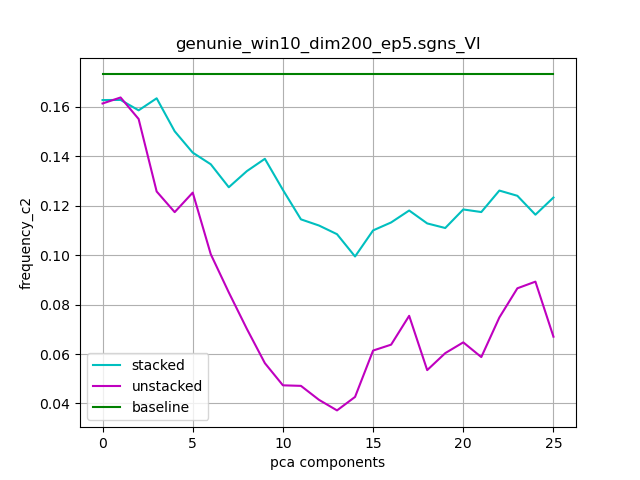 genunie_win10_dim200_ep5.sgns_VI
frequency_c2
0.16
0.14
0.12
0.10
0.08
0.06
0.04
stacked
unstacked
baseline
0 5 10 15 20 25
pca components